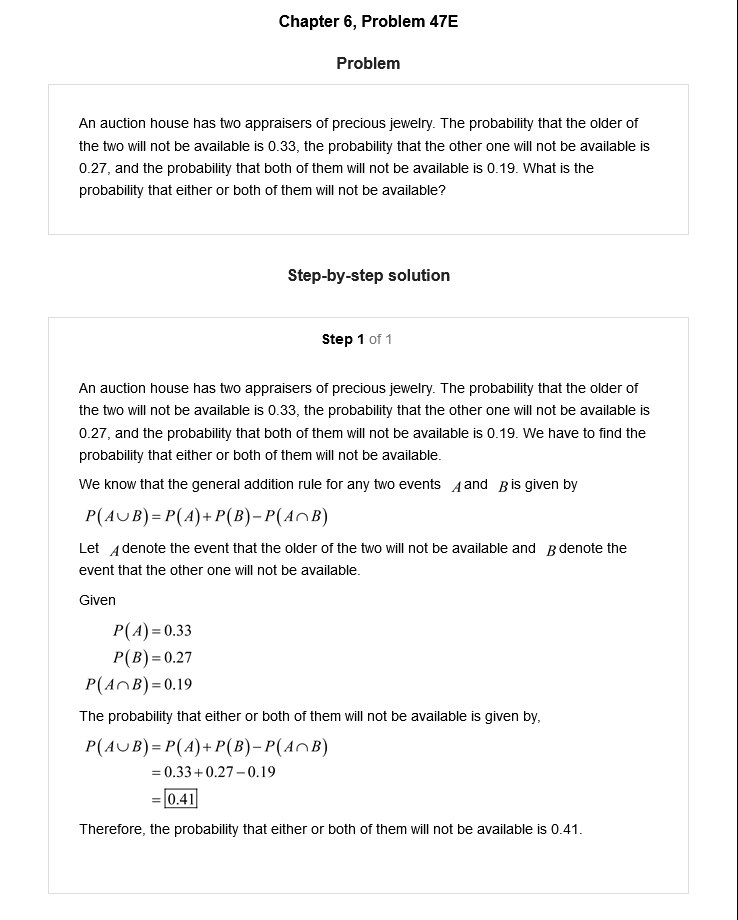 Chapter 6, Problem 47E
Problem
An auction house has two appraisers of precious jewelry. The probability that the older of
the two will not be available is 0.33, the probability that the other one will not be available is
0.27, and the probability that both of them will not be available is 0.19. What is the
probability that either or both of them will not be available?
Step-by-step solution
Step 1 of 1
An auction house has two appraisers of precious jewelry. The probability that the older of
the two will not be available is 0.33, the probability that the other one will not be available is
0.27, and the probability that both of them will not be available is 0.19. We have to find the
probability that either or both of them will not be available.
We know that the general addition rule for any two events A and B is given by
P(A∪B)=P(A)+P(B)−P(A∩B)
Let A denote the event that the older of the two will not be available and B denote the
event that the other one will not be available.
Given
P(A)=0.33
P(B)=0.27
P(A∩B)=0.19
The probability that either or both of them will not be available is given by,
P(A∪B)=P(A)+P(B)−P(A∩B)
=0.33+0.27−0.19
=0.41
Therefore, the probability that either or both of them will not be available is 0.41.